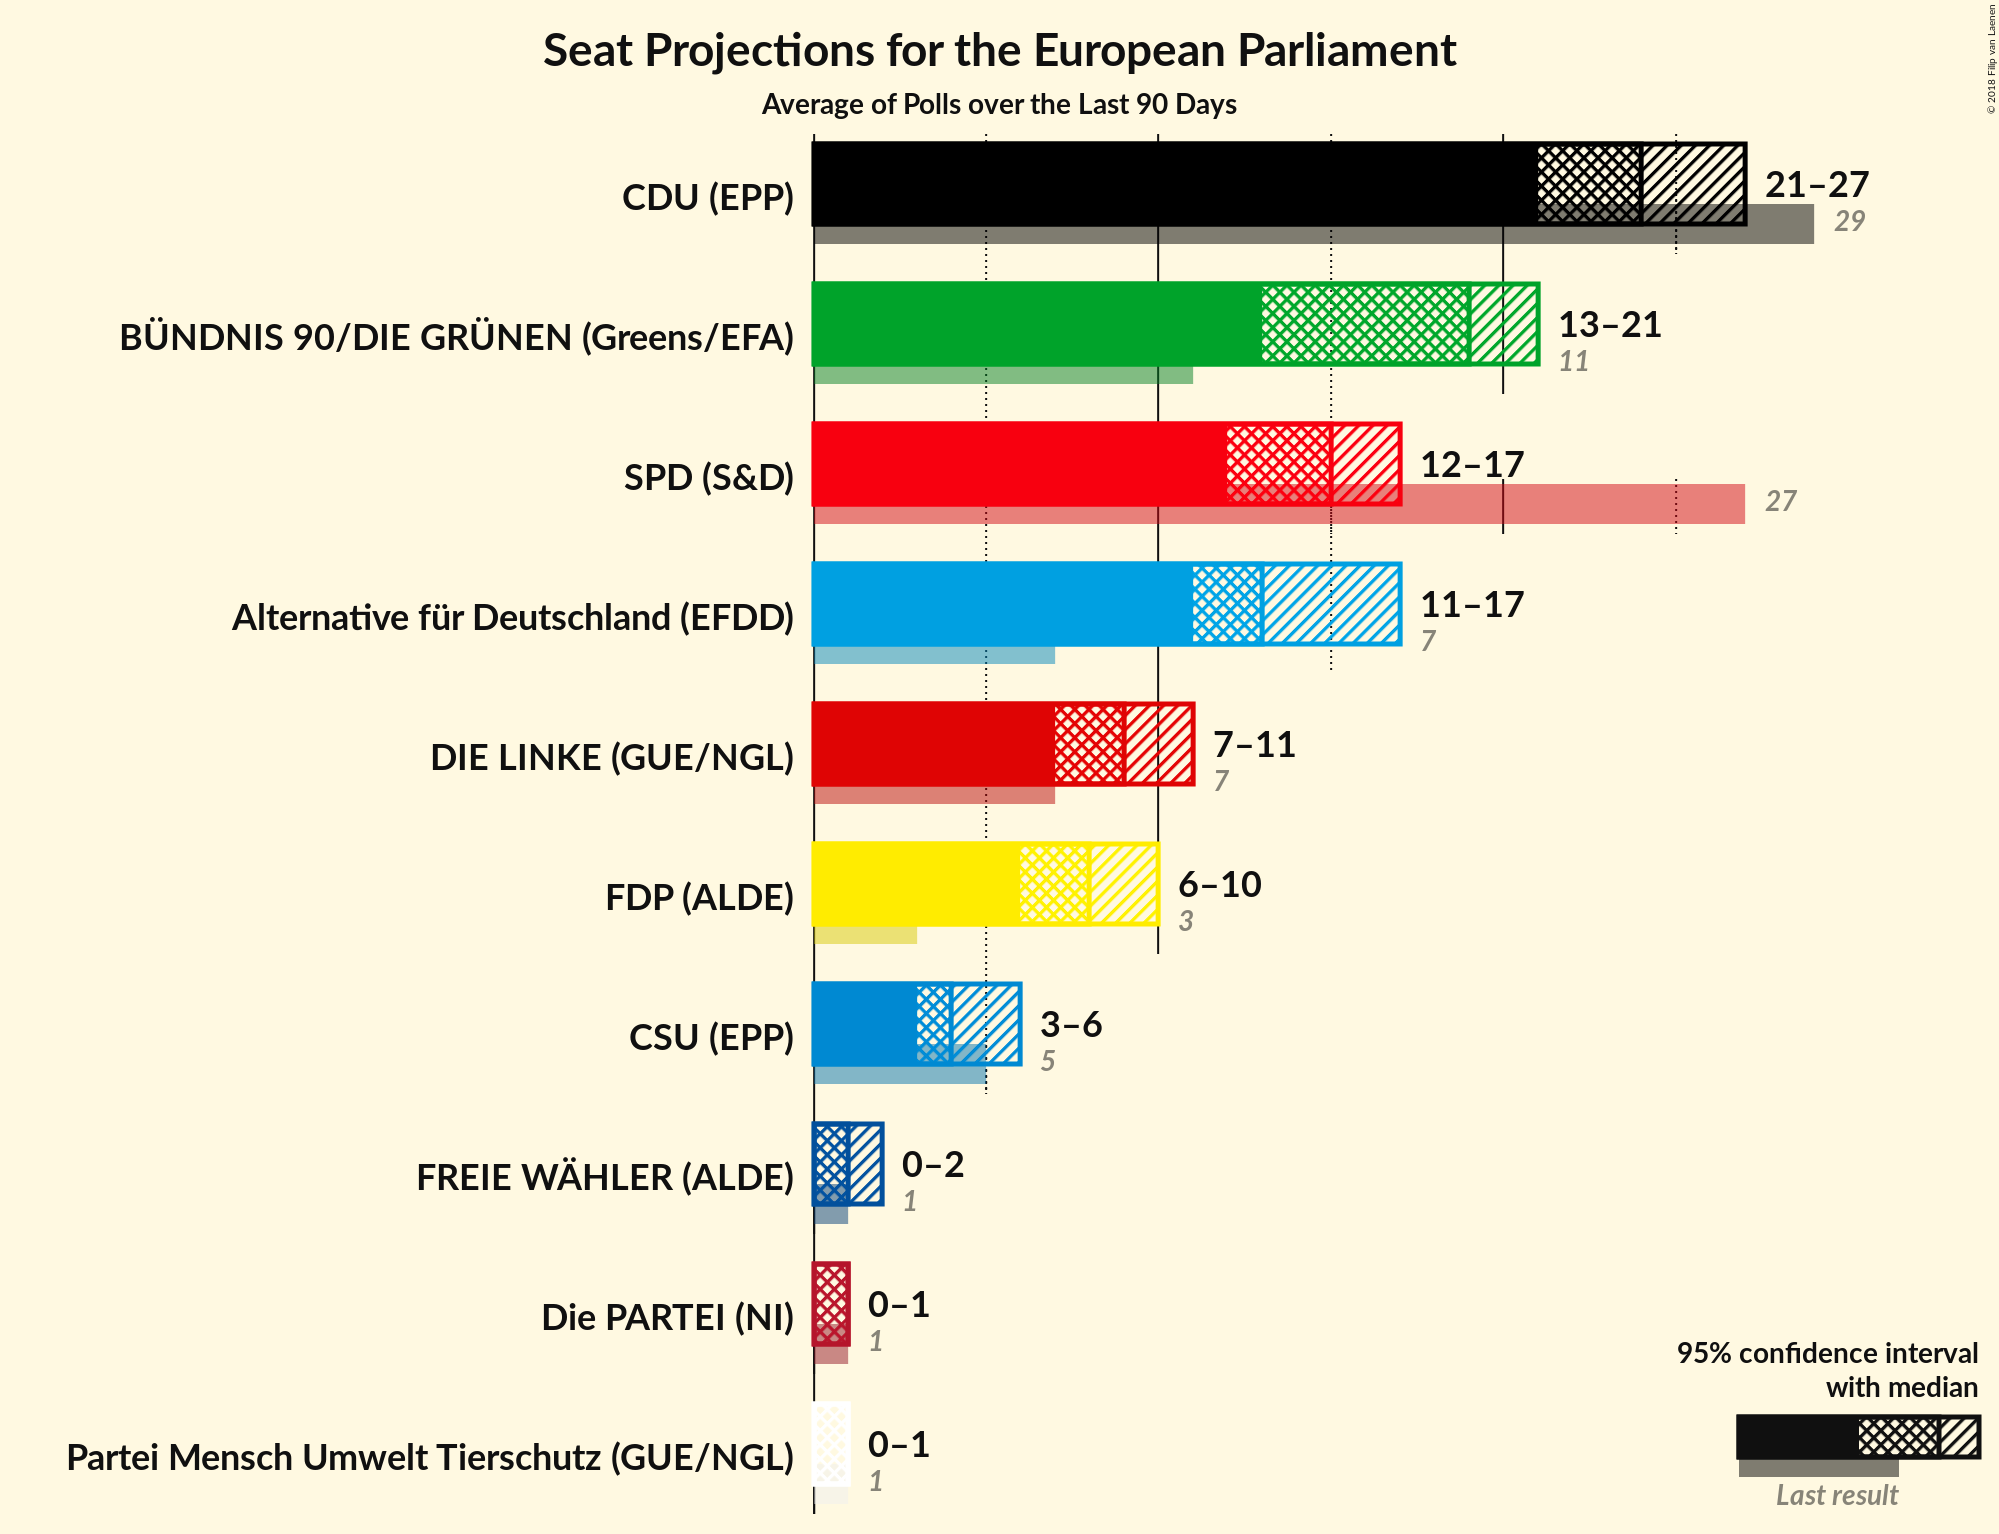 Seat Projections for the European Parliament
Average of Polls over the Last 90 Days
© 2018 Filip van Laenen
CDU (EPP)
21–27
29
BÜNDNIS 90/DIE GRÜNEN (Greens/EFA)
13–21
11
SPD (S&D)
12–17
27
Alternative für Deutschland (EFDD)
11–17
7
DIE LINKE (GUE/NGL)
7–11
7
FDP (ALDE)
6–10
3
CSU (EPP)
3–6
5
FREIE WÄHLER (ALDE)
0–2
1
Die PARTEI (NI)
0–1
1
Partei Mensch Umwelt Tierschutz (GUE/NGL)
0–1
1
95% confidence interval
with median
Last result